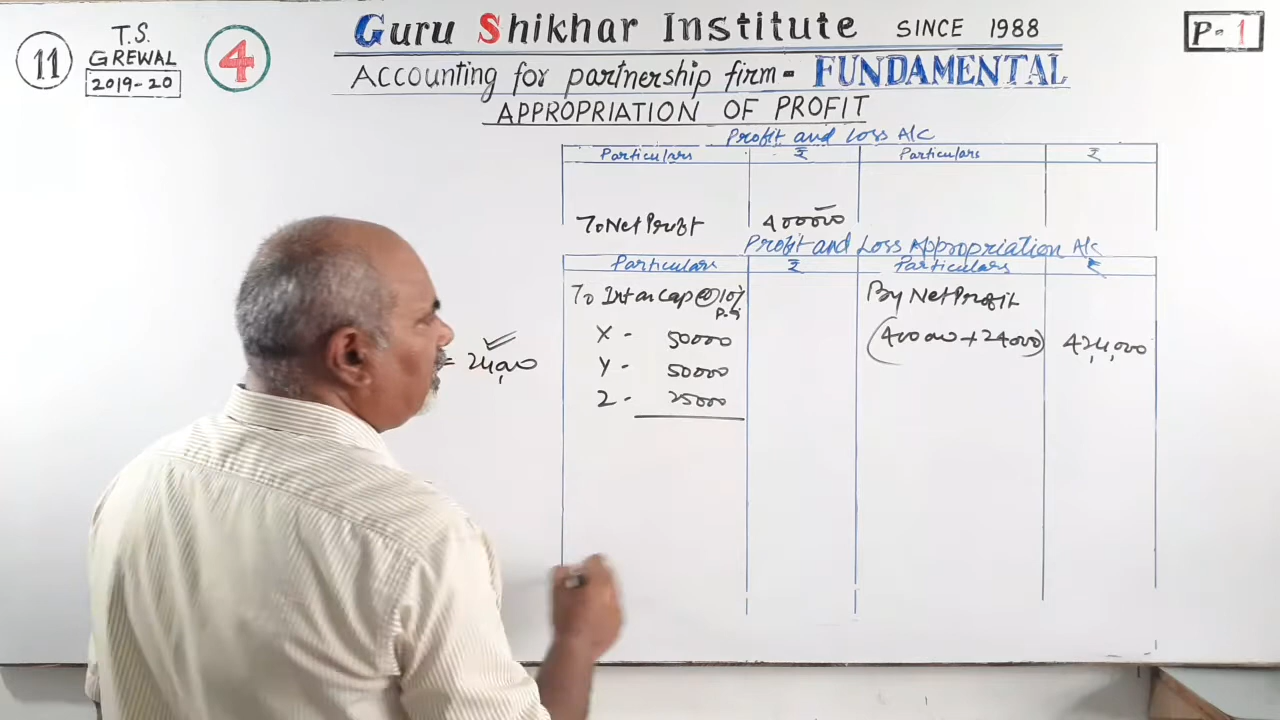 11
T.S.
GREWAL
2019-20
4
Guru Shikhar Institute SINCE 1988
P-1
Accounting for partnership firm - FUNDAMENTAL
APPROPRIATION OF PROFIT
Profit and Loss A/c
Particulars ₹ Particulars ₹
To Net Profit 400000
Profit and Loss Appropriation A/c
Particulars ₹ Particulars ₹
To Int on Cap @ 10% By Net Profit
X - 50000 (400000 + 24000) 424,000
Y - 50000
Z - 25000
= 24,000